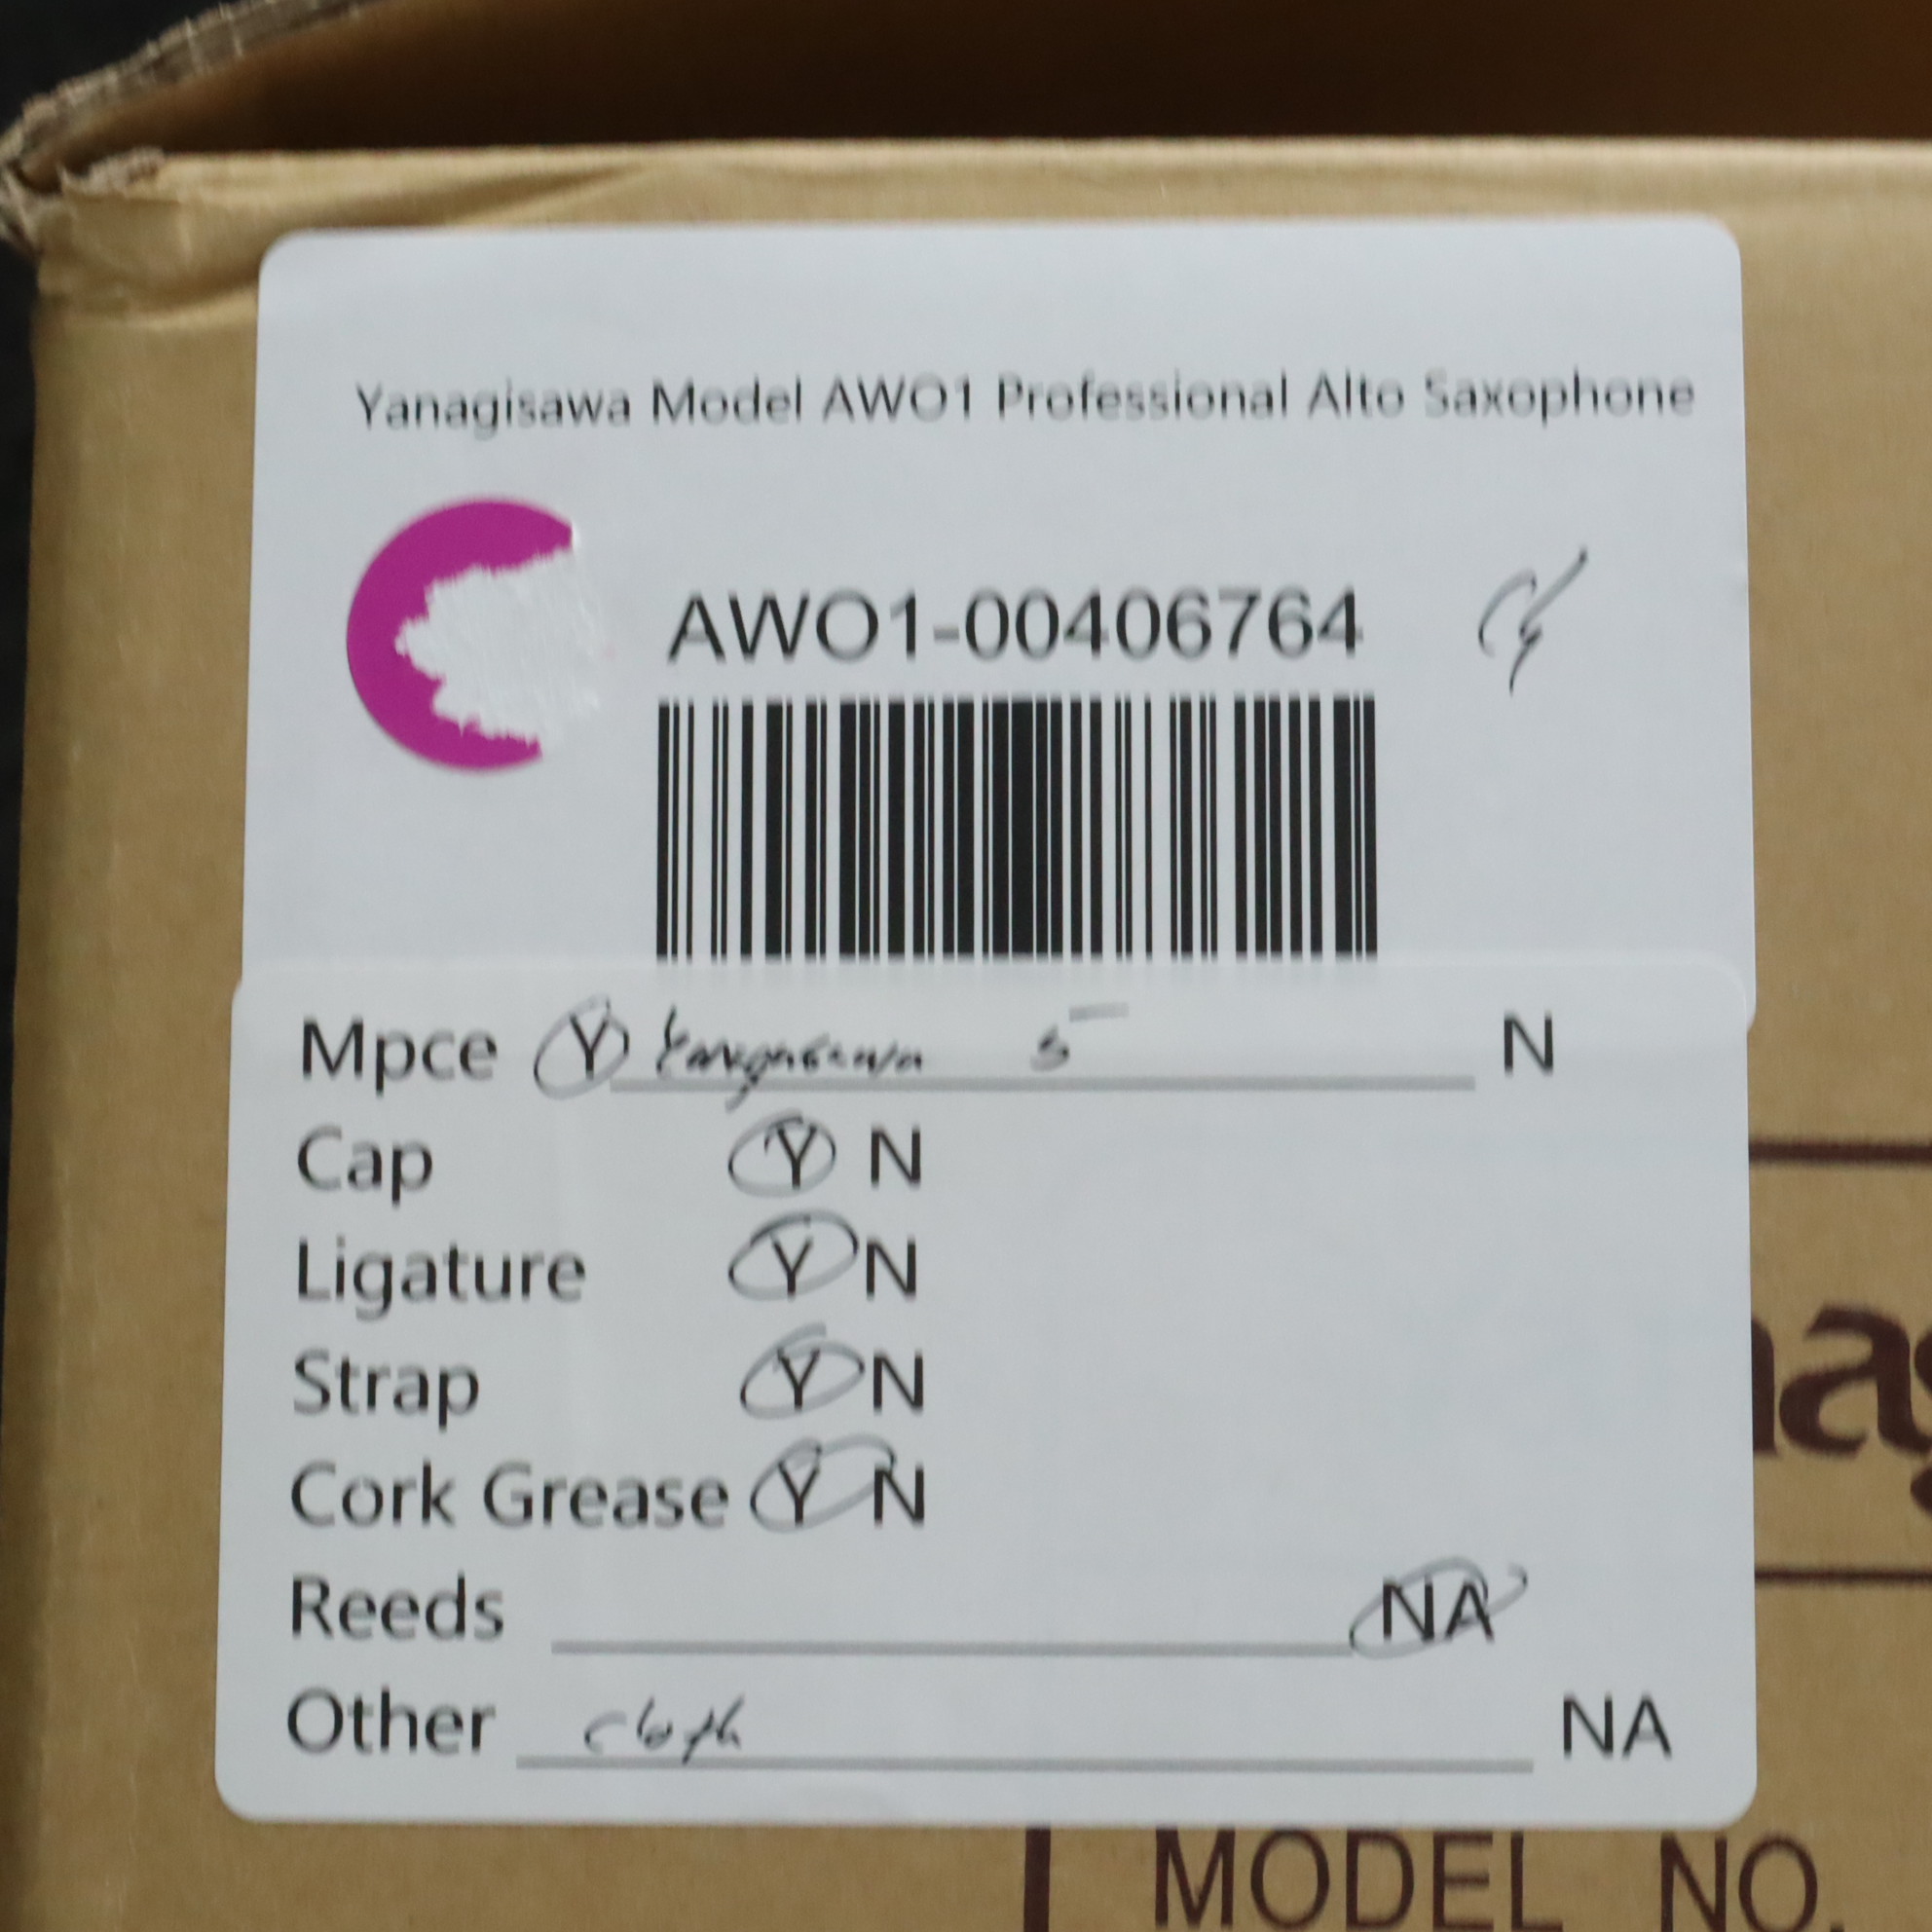 Yanagisawa Model AWO1 Professional Alto Saxophone
AWO1-00406764
Mpce Y Yanagisawa 5 N
Cap Y N
Ligature Y N
Strap Y N
Cork Grease Y N
Reeds NA
Other cloth NA
nag
MODEL NO.